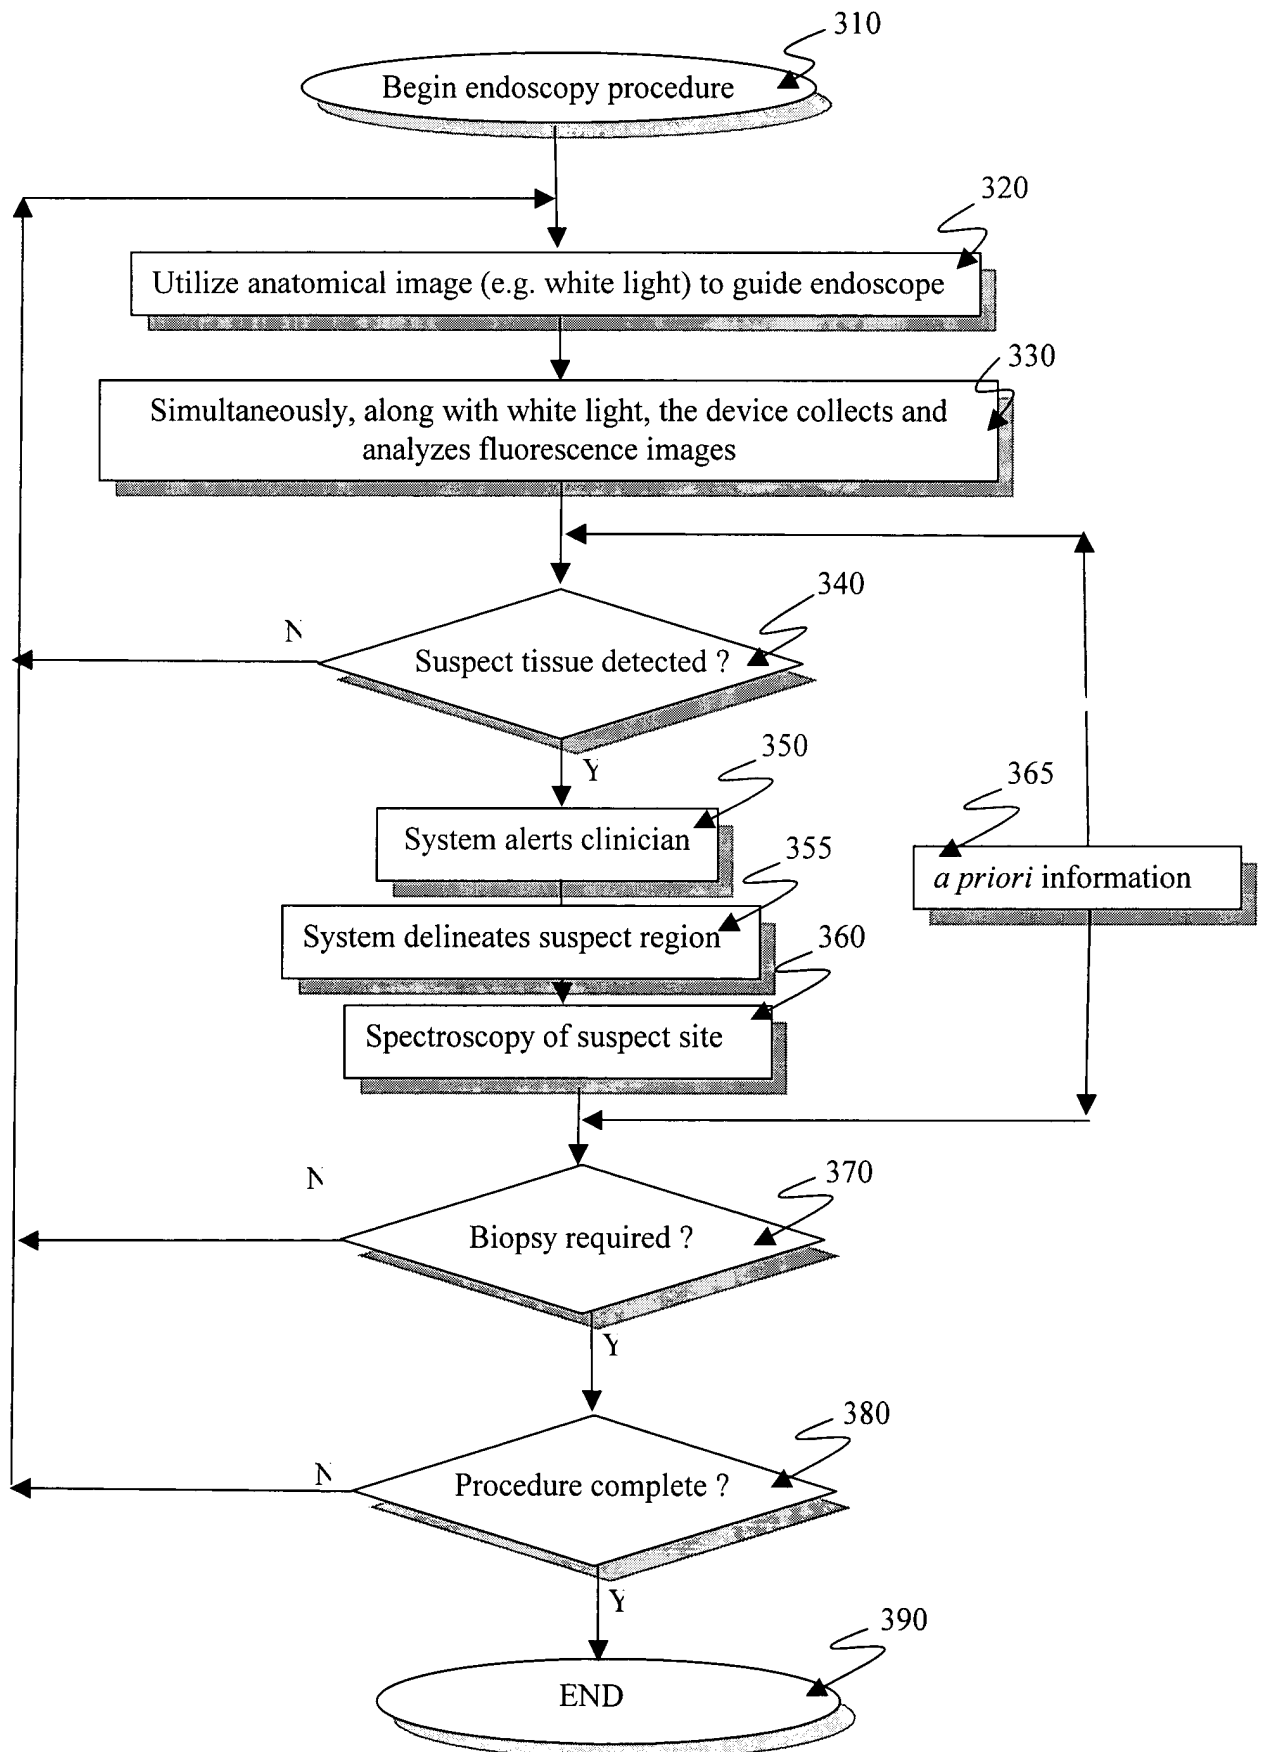 310
Begin endoscopy procedure
320
Utilize anatomical image (e.g. white light) to guide endoscope
330
Simultaneously, along with white light, the device collects and
analyzes fluorescence images
340
N
Suspect tissue detected ?
Y
350
System alerts clinician
365
a priori information
355
System delineates suspect region
360
Spectroscopy of suspect site
N
370
Biopsy required ?
Y
380
N
Procedure complete ?
Y
390
END